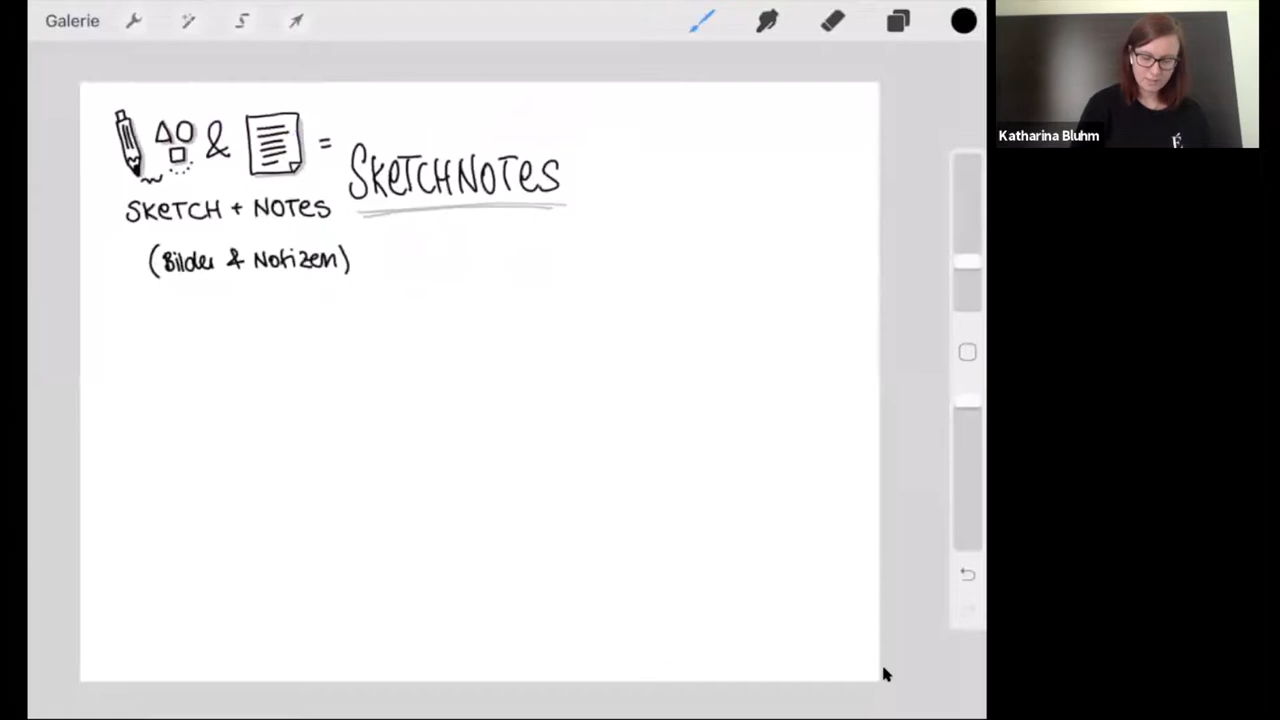 Galerie
& = SKETCHNOTES
SKETCH + NOTES
(Bilder & Notizen)
Katharina Bluhm
É